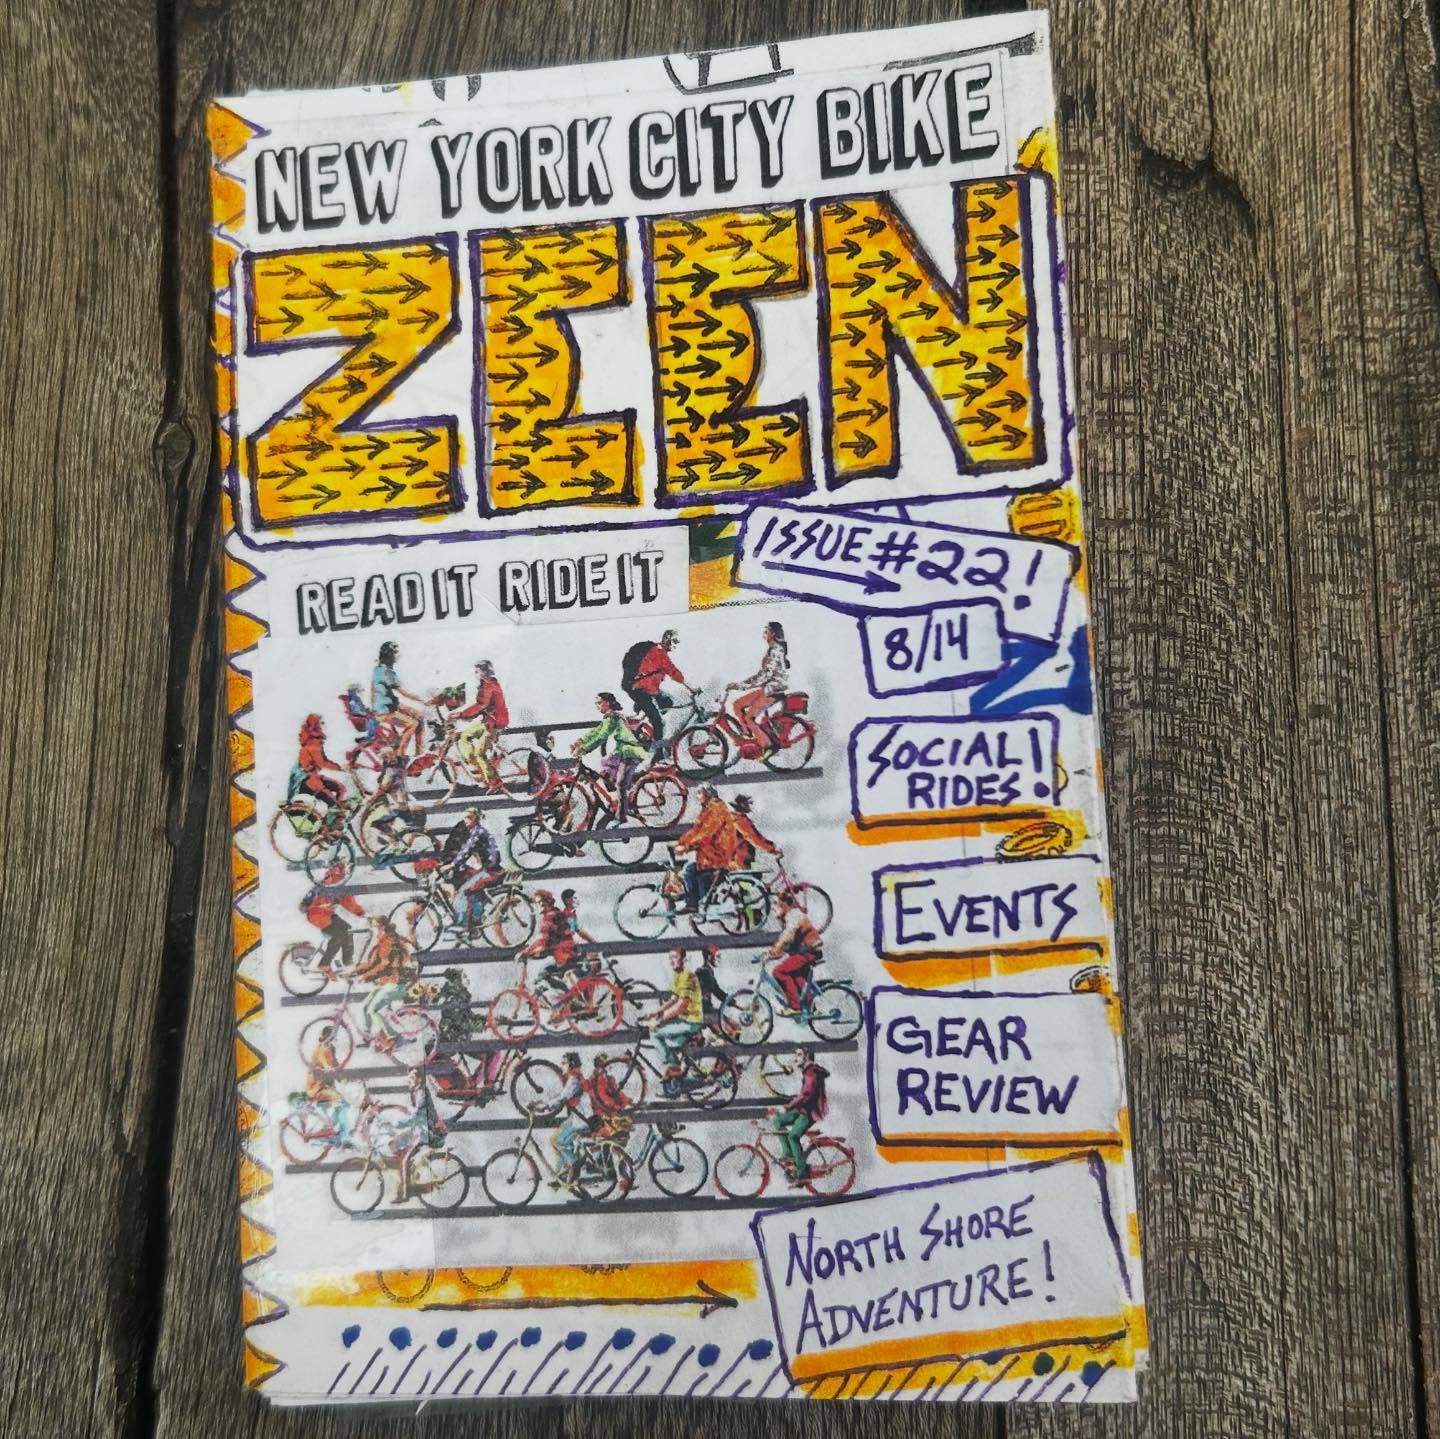 NEW YORK CITY BIKE
ZEEN
READ IT RIDE IT
ISSUE #22!
8/14
SOCIAL
RIDES!
EVENTS
GEAR
REVIEW
NORTH SHORE
ADVENTURE!